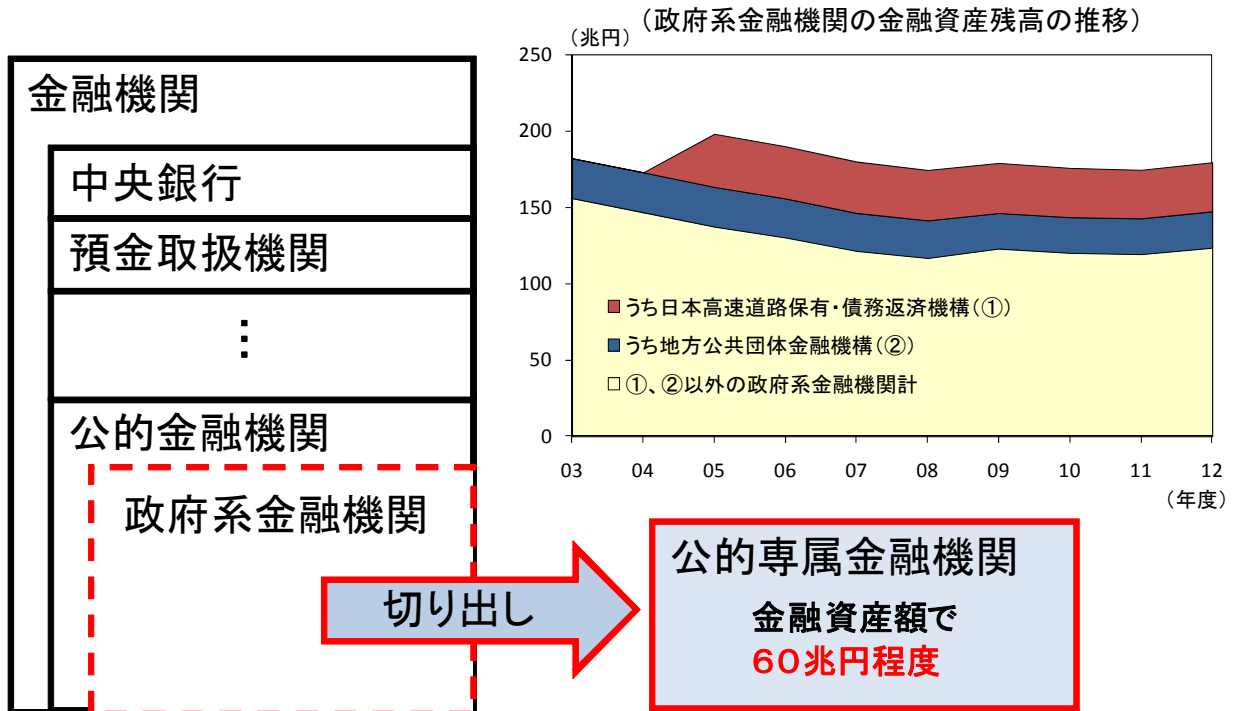 金融機関
中央銀行
預金取扱機関
⋮
公的金融機関
政府系金融機関
切り出し
(政府系金融機関の金融資産残高の推移)
(兆円)
250
200
150
100
50
0
■うち日本高速道路保有・債務返済機構(①)
■うち地方公共団体金融機構(②)
□①、②以外の政府系金融機関計
03 04 05 06 07 08 09 10 11 12
(年度)
公的専属金融機関
金融資産額で
60兆円程度